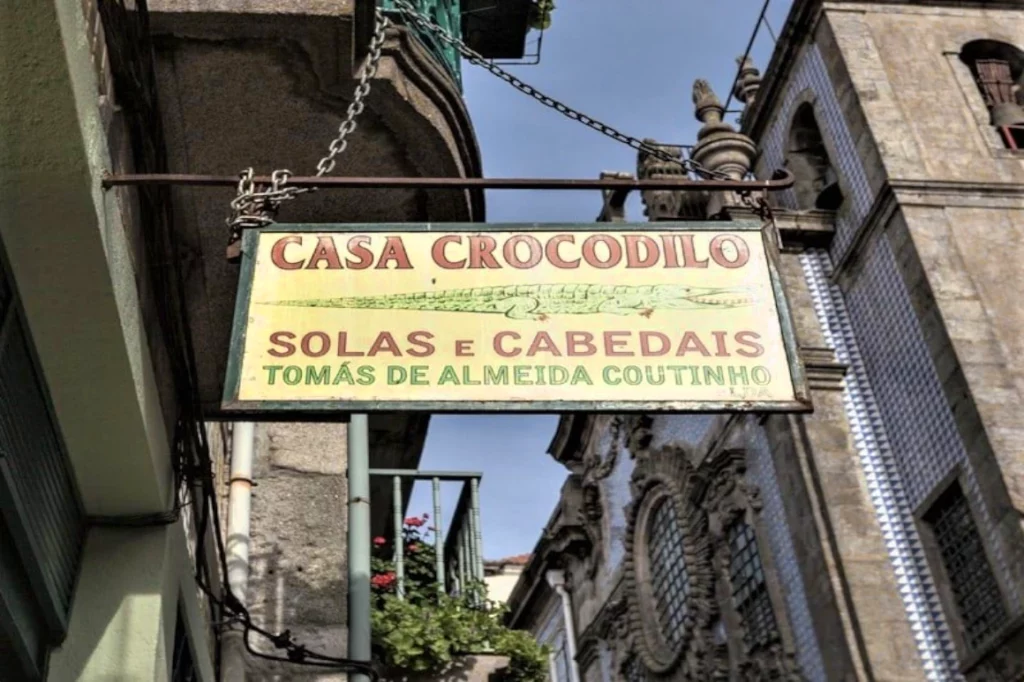 CASA CROCODILO
SOLAS E CABEDAIS
TOMÁS DE ALMEIDA COUTINHO